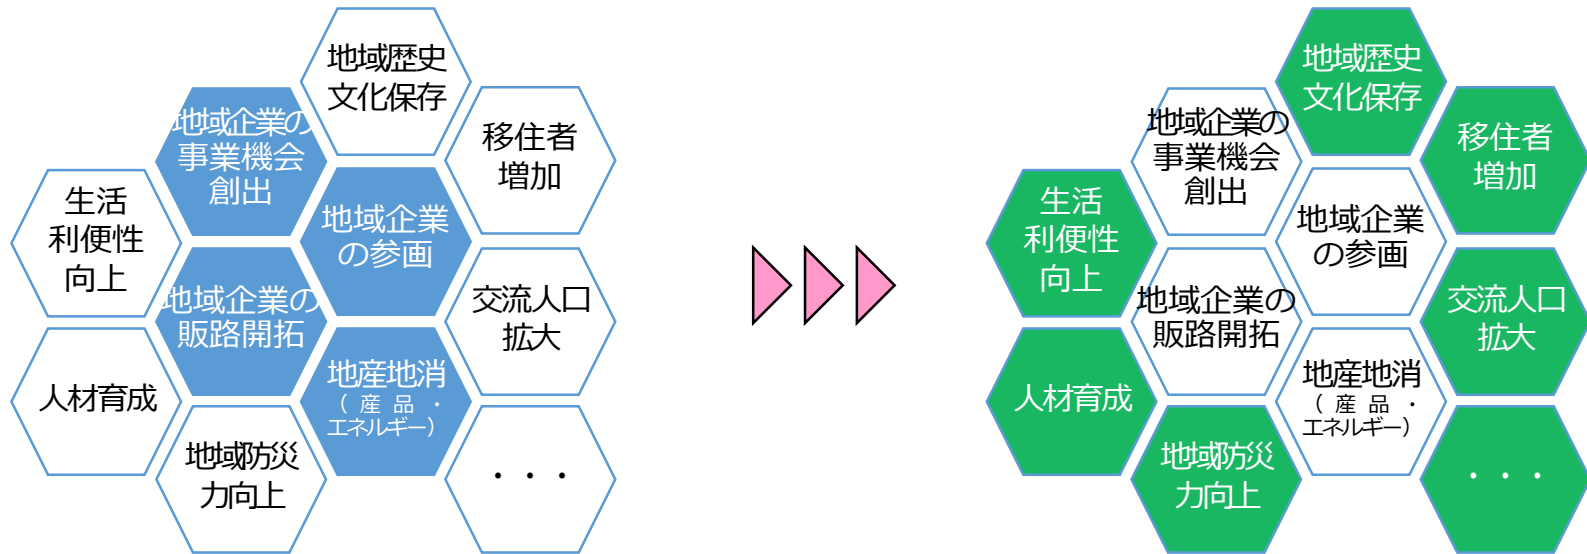 地域歴史
文化保存
地域企業の
事業機会
創出
移住者
増加
生活
利便性
向上
地域企業
の参画
地域企業の
販路開拓
交流人口
拡大
人材育成
地産地消
（産品・
エネルギー）
地域防災
力向上
・・・
地域歴史
文化保存
地域企業の
事業機会
創出
移住者
増加
生活
利便性
向上
地域企業
の参画
地域企業の
販路開拓
交流人口
拡大
人材育成
地産地消
（産品・
エネルギー）
地域防災
力向上
・・・